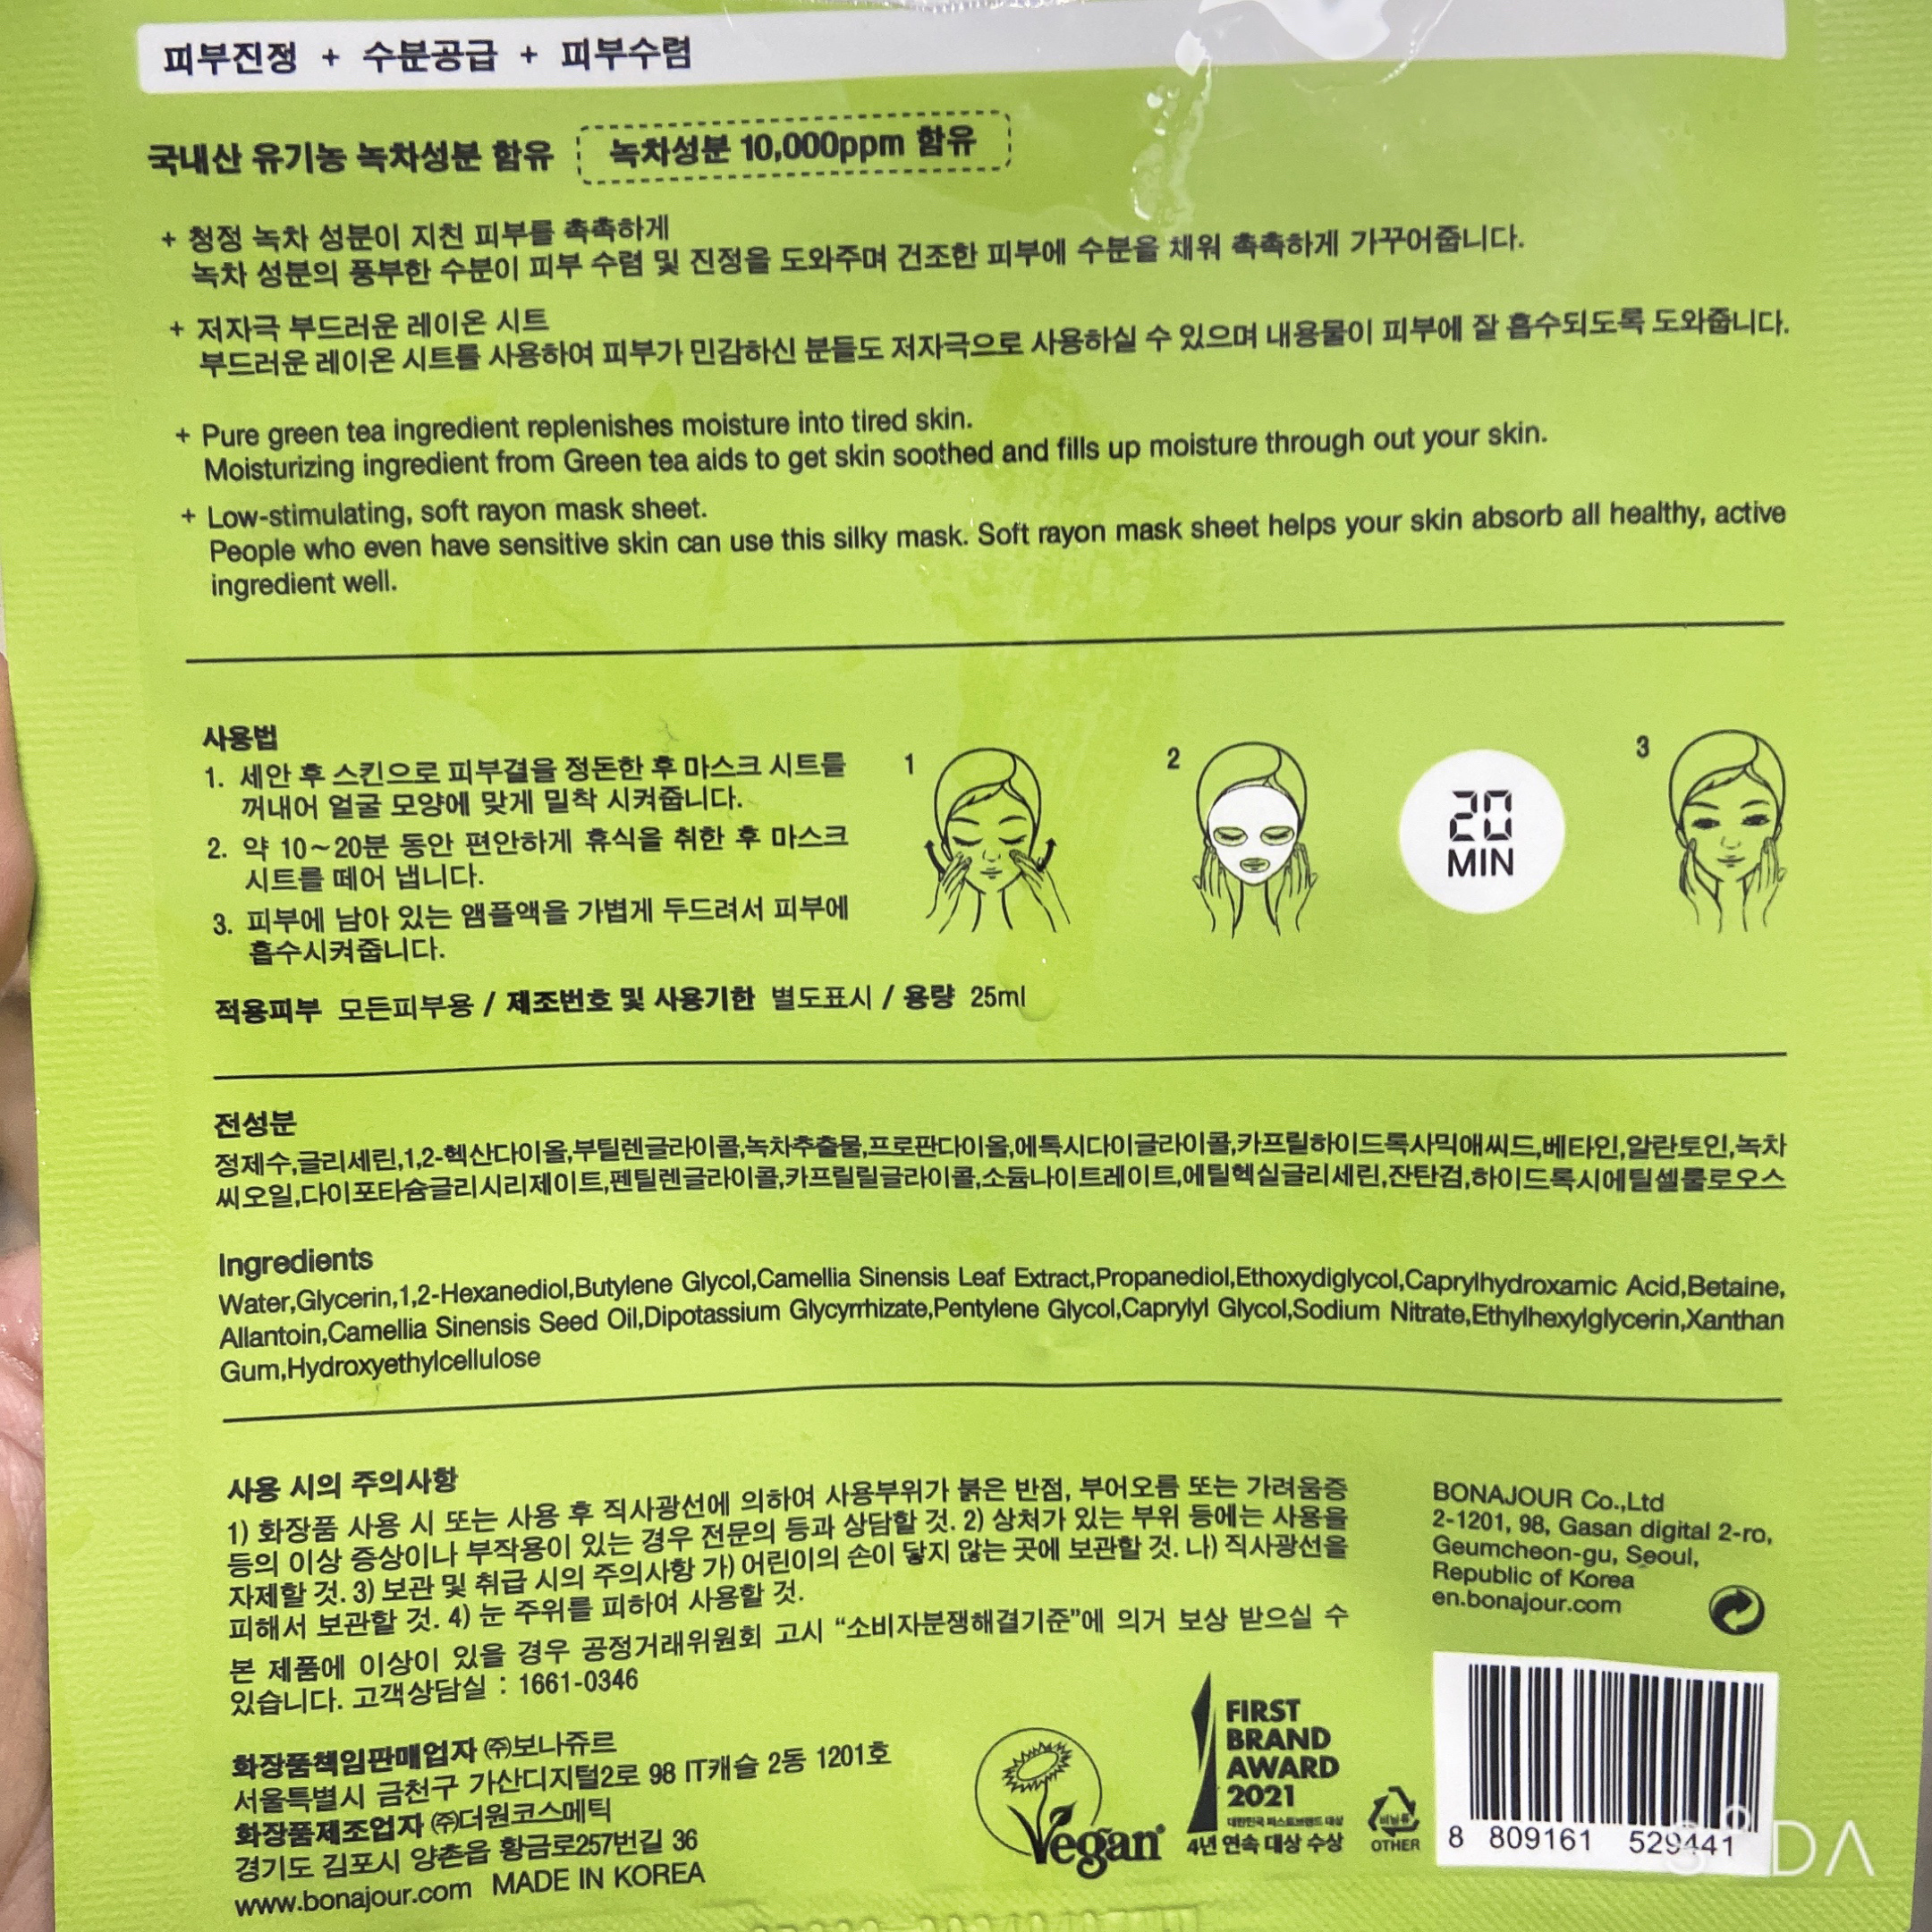 피부진정 + 수분공급 + 피부수렴
국내산 유기농 녹차성분 함유 녹차성분 10,000ppm 함유
+ 청정 녹차 성분이 지친 피부를 촉촉하게
녹차 성분의 풍부한 수분이 피부 수렴 및 진정을 도와주며 건조한 피부에 수분을 채워 촉촉하게 가꾸어줍니다.
+ 저자극 부드러운 레이온 시트
부드러운 레이온 시트를 사용하여 피부가 민감하신 분들도 저자극으로 사용하실 수 있으며 내용물이 피부에 잘 흡수되도록 도와줍니다.
+ Pure green tea ingredient replenishes moisture into tired skin.
Moisturizing ingredient from Green tea aids to get skin soothed and fills up moisture through out your skin.
+ Low-stimulating, soft rayon mask sheet.
People who even have sensitive skin can use this silky mask. Soft rayon mask sheet helps your skin absorb all healthy, active
ingredient well.
사용법
1. 세안 후 스킨으로 피부결을 정돈한 후 마스크 시트를
꺼내어 얼굴 모양에 맞게 밀착 시켜줍니다.
2. 약 10~20분 동안 편안하게 휴식을 취한 후 마스크
시트를 떼어 냅니다.
3. 피부에 남아 있는 앰플액을 가볍게 두드려서 피부에
흡수시켜줍니다.
1
2
20
MIN
3
적용피부 모든피부용 / 제조번호 및 사용기한 별도표시 / 용량 25ml
전성분
정제수,글리세린,1,2-헥산다이올,부틸렌글라이콜,녹차추출물,프로판다이올,에톡시다이글라이콜,카프릴하이드록사믹애씨드,베타인,알란토인,녹차
씨오일,다이포타슘글리시리제이트,펜틸렌글라이콜,카프릴릴글라이콜,소듐나이트레이트,에틸헥실글리세린,잔탄검,하이드록시에틸셀룰로오스
Ingredients
Water,Glycerin,1,2-Hexanediol,Butylene Glycol,Camellia Sinensis Leaf Extract,Propanediol,Ethoxydiglycol,Caprylhydroxamic Acid,Betaine,
Allantoin,Camellia Sinensis Seed Oil,Dipotassium Glycyrrhizate,Pentylene Glycol,Caprylyl Glycol,Sodium Nitrate,Ethylhexylglycerin,Xanthan
Gum,Hydroxyethylcellulose
사용 시의 주의사항
1) 화장품 사용 시 또는 사용 후 직사광선에 의하여 사용부위가 붉은 반점, 부어오름 또는 가려움증
등의 이상 증상이나 부작용이 있는 경우 전문의 등과 상담할 것. 2) 상처가 있는 부위 등에는 사용을
자제할 것. 3) 보관 및 취급 시의 주의사항 가) 어린이의 손이 닿지 않는 곳에 보관할 것. 나) 직사광선을
피해서 보관할 것. 4) 눈 주위를 피하여 사용할 것.
본 제품에 이상이 있을 경우 공정거래위원회 고시 “소비자분쟁해결기준”에 의거 보상 받으실 수
있습니다. 고객상담실 : 1661-0346
화장품책임판매업자 ㈜보나쥬르
서울특별시 금천구 가산디지털2로 98 IT캐슬 2동 1201호
화장품제조업자 ㈜더원코스메틱
경기도 김포시 양촌읍 황금로257번길 36
www.bonajour.com MADE IN KOREA
BONAJOUR Co.,Ltd
2-1201, 98, Gasan digital 2-ro,
Geumcheon-gu, Seoul,
Republic of Korea
en.bonajour.com
Vegan
FIRST
BRAND
AWARD
2021
대한민국 퍼스트브랜드 대상
4년 연속 대상 수상
비닐류
OTHER
8 809161 529441
SODA